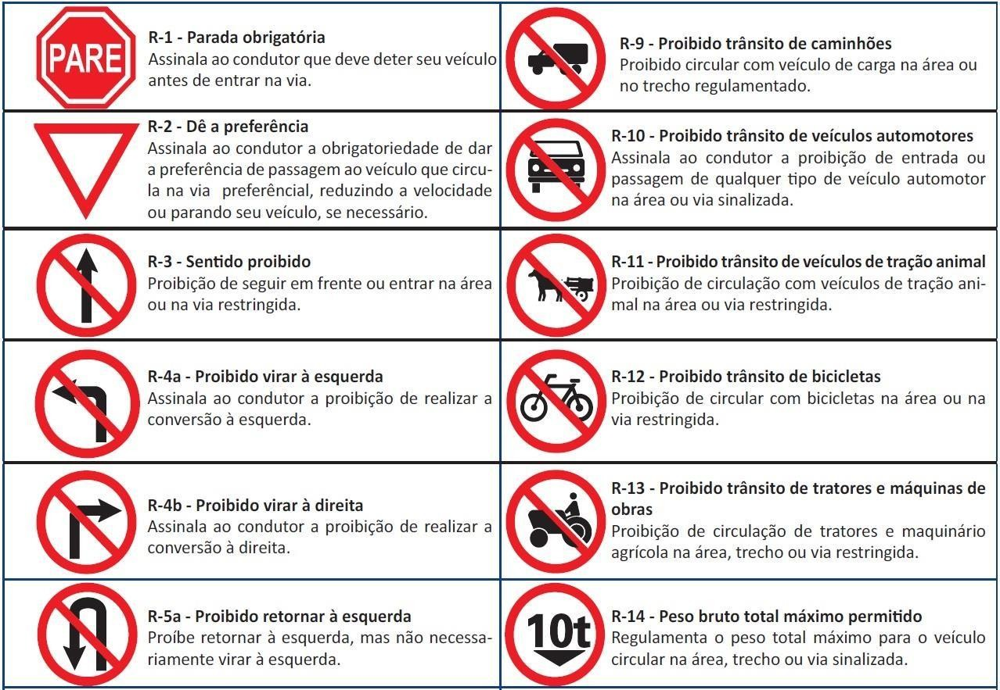 PARE
R-1 - Parada obrigatória
Assinala ao condutor que deve deter seu veículo
antes de entrar na via.
R-9 - Proibido trânsito de caminhões
Proibido circular com veículo de carga na área ou
no trecho regulamentado.
R-2 - Dê a preferência
Assinala ao condutor a obrigatoriedade de dar
a preferência de passagem ao veículo que circu-
la na via preferêncial, reduzindo a velocidade
ou parando seu veículo, se necessário.
R-10 - Proibido trânsito de veículos automotores
Assinala ao condutor a proibição de entrada ou
passagem de qualquer tipo de veículo automotor
na área ou via sinalizada.
R-3 - Sentido proibido
Proibição de seguir em frente ou entrar na área
ou na via restringida.
R-11 - Proibido trânsito de veículos de tração animal
Proibição de circulação com veículos de tração ani-
mal na área ou via restringida.
R-4a - Proibido virar à esquerda
Assinala ao condutor a proibição de realizar a
conversão à esquerda.
R-12 - Proibido trânsito de bicicletas
Proibição de circular com bicicletas na área ou na
via restringida.
R-4b - Proibido virar à direita
Assinala ao condutor a proibição de realizar a
conversão à direita.
R-13 - Proibido trânsito de tratores e máquinas de
obras
Proibição de circulação de tratores e maquinário
agrícola na área, trecho ou via restringida.
R-5a - Proibido retornar à esquerda
Proíbe retornar à esquerda, mas não necessa-
riamente virar à esquerda.
10t
R-14 - Peso bruto total máximo permitido
Regulamenta o peso total máximo para o veículo
circular na área, trecho ou via sinalizada.